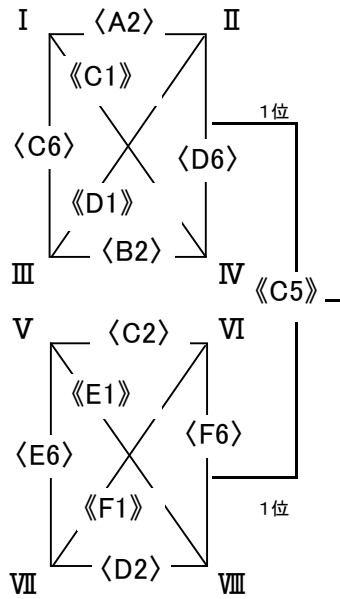 Ⅰ 〈A2〉 Ⅱ
《C1》
1位
〈C6〉 〈D6〉
《D1》
Ⅲ 〈B2〉 Ⅳ
《C5》
Ⅴ 〈C2〉 Ⅵ
《E1》
〈E6〉 〈F6〉
《F1》
1位
Ⅶ 〈D2〉 Ⅷ